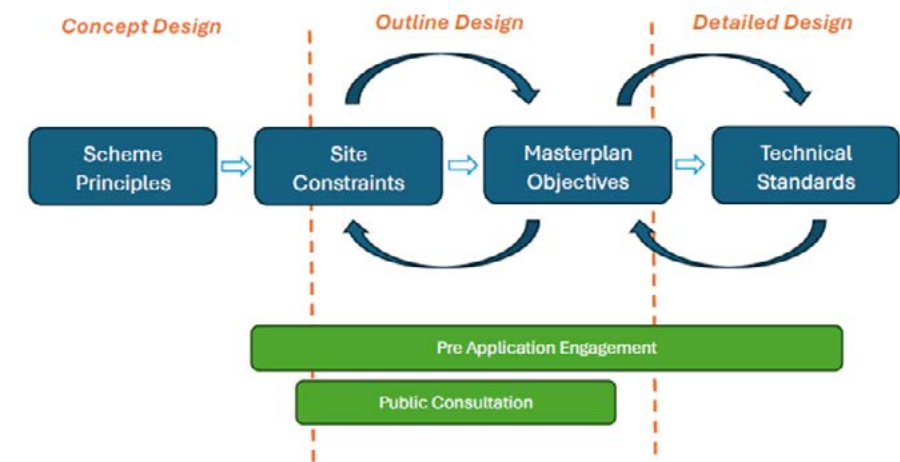 Concept Design
Outline Design
Detailed Design
Scheme
Principles
Site
Constraints
Masterplan
Objectives
Technical
Standards
Pre Application Engagement
Public Consultation